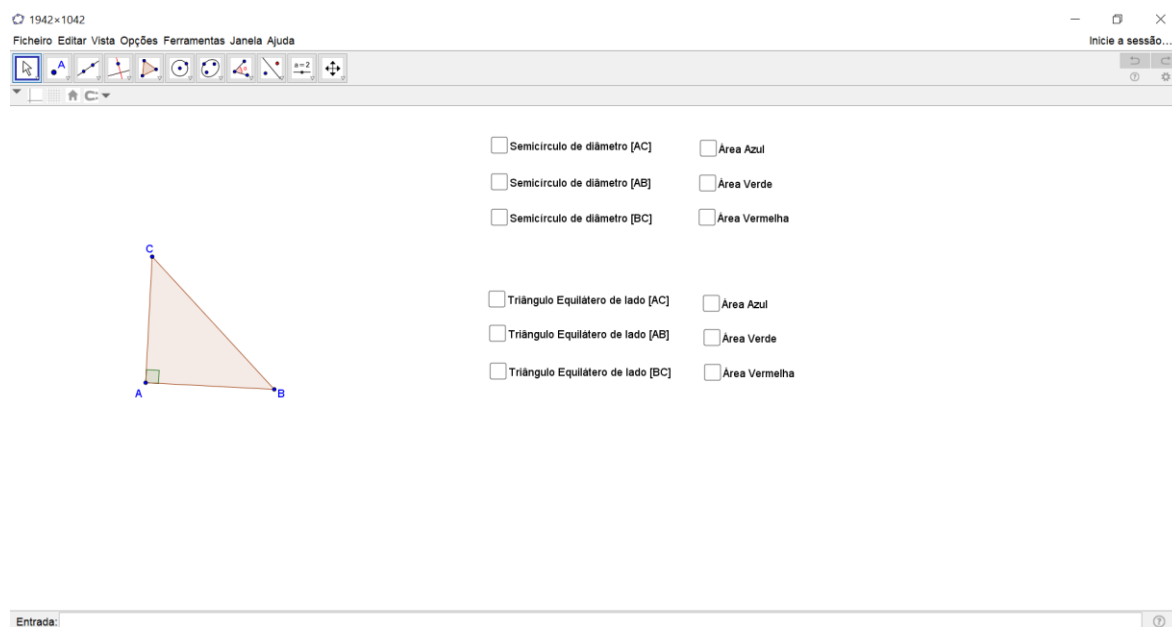 1942×1042
Ficheiro Editar Vista Opções Ferramentas Janela Ajuda
Inicie a sessão...
A
a=2
Semicírculo de diâmetro [AC]
Área Azul
Semicírculo de diâmetro [AB]
Área Verde
Semicírculo de diâmetro [BC]
Área Vermelha
C
Triângulo Equilátero de lado [AC]
Área Azul
Triângulo Equilátero de lado [AB]
Área Verde
Triângulo Equilátero de lado [BC]
Área Vermelha
A
B
Entrada: